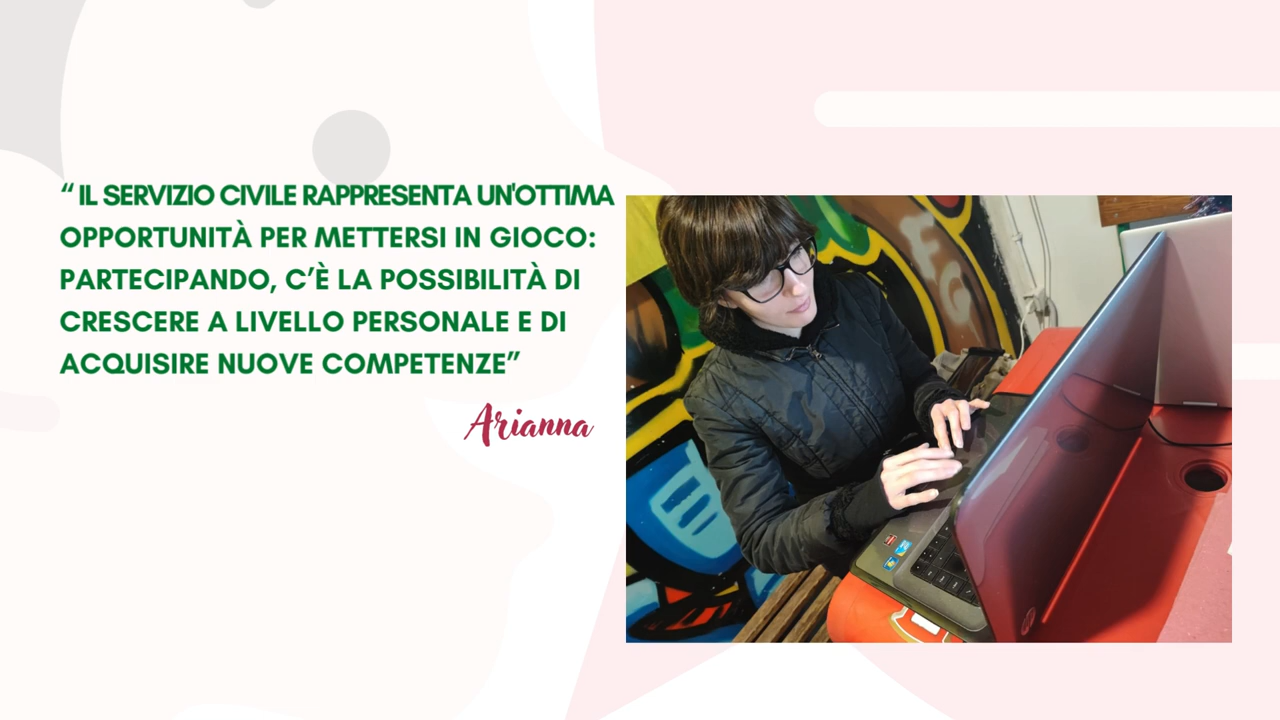 “ IL SERVIZIO CIVILE RAPPRESENTA UN'OTTIMA
OPPORTUNITÀ PER METTERSI IN GIOCO:
PARTECIPANDO, C’È LA POSSIBILITÀ DI
CRESCERE A LIVELLO PERSONALE E DI
ACQUISIRE NUOVE COMPETENZE”
Arianna